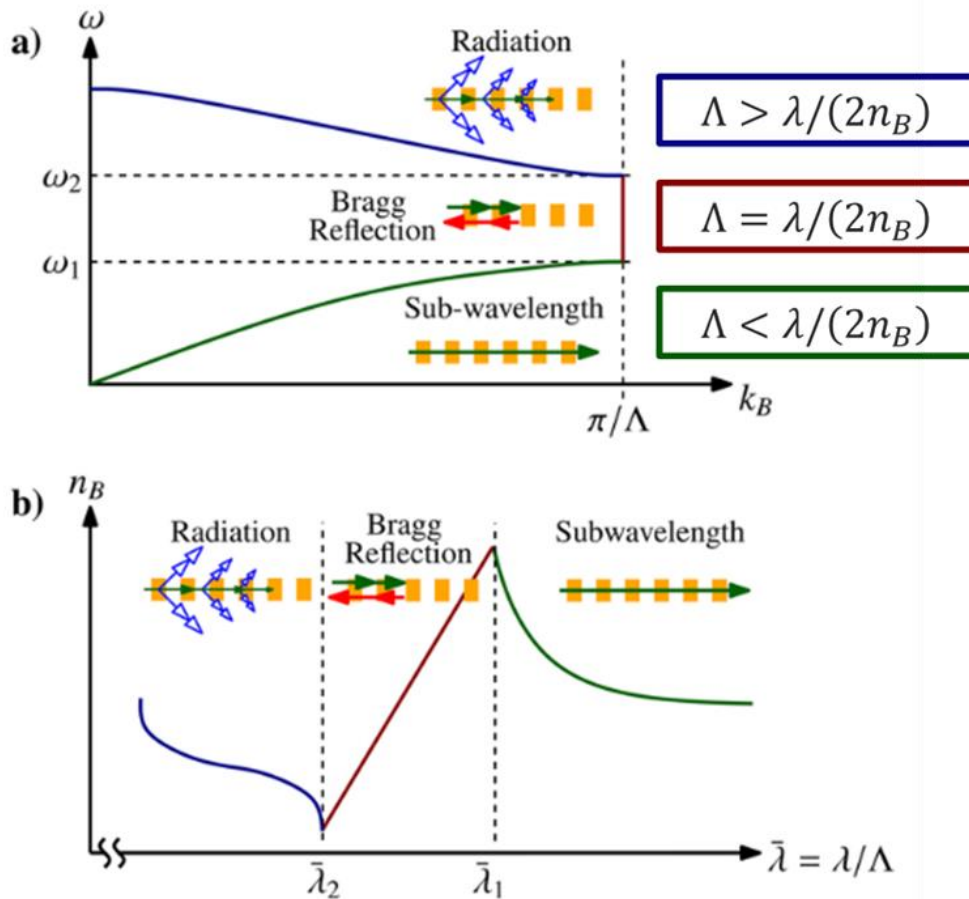 a)
ω
Radiation
Λ > λ/(2n_B)
ω₂
Bragg
Reflection
Λ = λ/(2n_B)
ω₁
Sub-wavelength
Λ < λ/(2n_B)
k_B
π/Λ
b)
n_B
Radiation
Bragg
Reflection
Subwavelength
λ̄₂
λ̄₁
λ̄ = λ/Λ